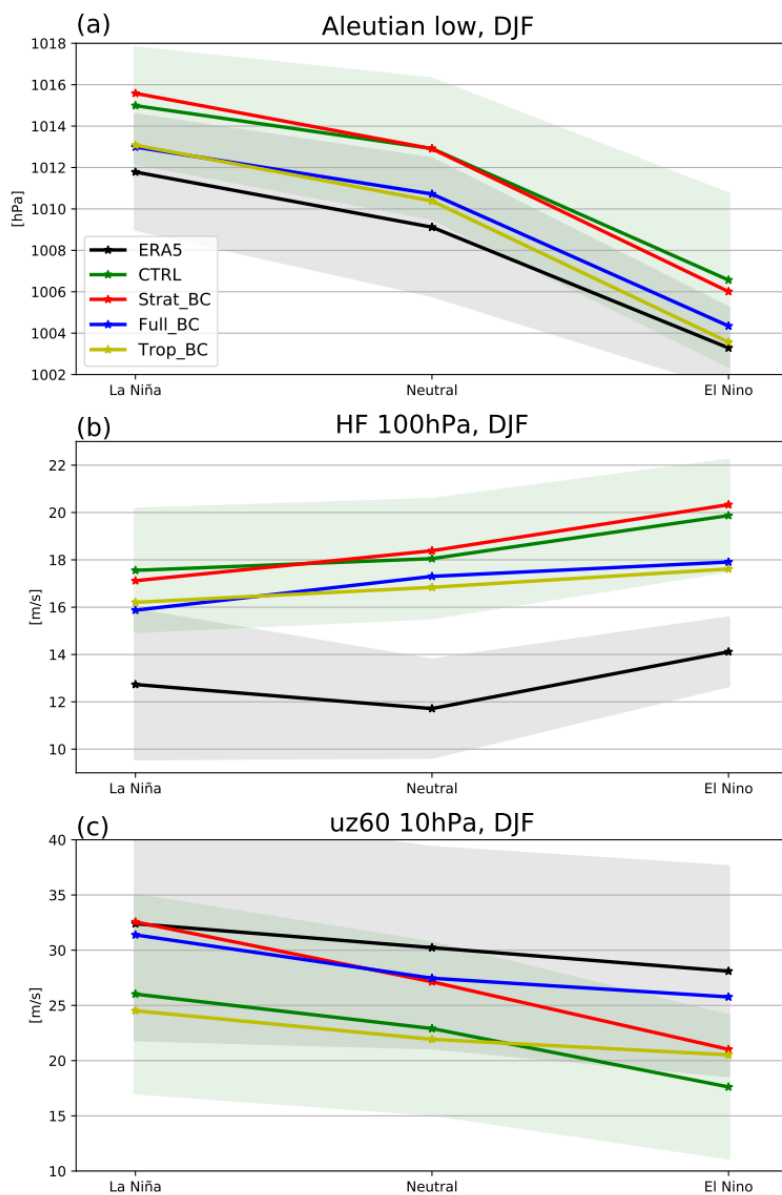 (a) Aleutian low, DJF
1018
1016
1014
1012
1010
1008
1006
1004
1002
[hPa]
ERA5
CTRL
Strat_BC
Full_BC
Trop_BC
La Niña Neutral El Nino
(b) HF 100hPa, DJF
22
20
18
16
14
12
10
[m/s]
La Niña Neutral El Nino
(c) uz60 10hPa, DJF
40
35
30
25
20
15
10
[m/s]
La Niña Neutral El Nino